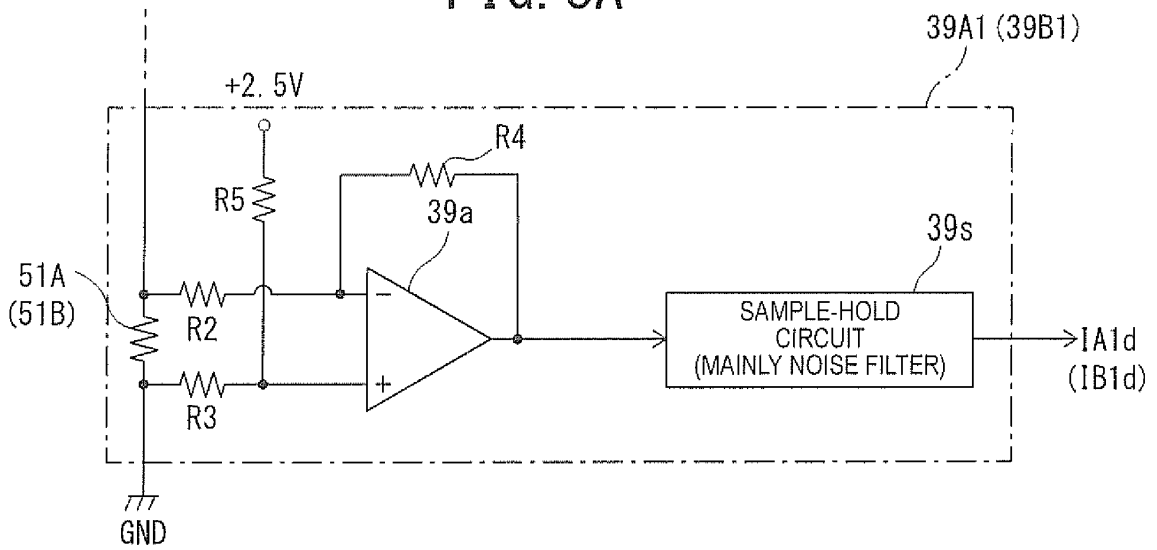 39A1 (39B1)
+2.5V
R4
R5
39a
39s
51A
(51B)
R2
SAMPLE-HOLD
CIRCUIT
(MAINLY NOISE FILTER)
IA1d
(IB1d)
R3
GND